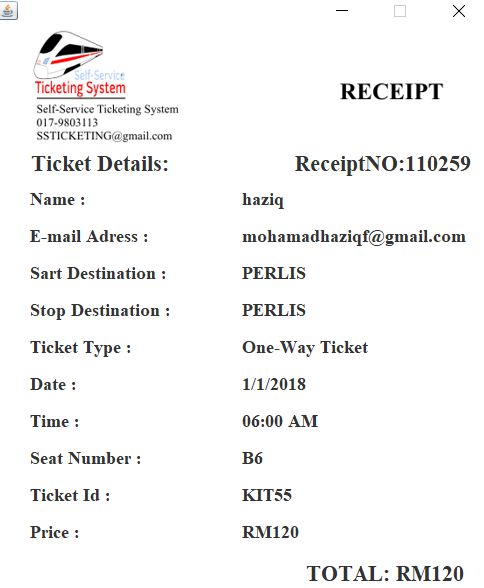 Self-Service
Ticketing System
Self-Service Ticketing System
017-9803113
SSTICKETING@gmail.com
RECEIPT
Ticket Details: ReceiptNO:110259
Name : haziq
E-mail Adress : mohamadhaziqf@gmail.com
Sart Destination : PERLIS
Stop Destination : PERLIS
Ticket Type : One-Way Ticket
Date : 1/1/2018
Time : 06:00 AM
Seat Number : B6
Ticket Id : KIT55
Price : RM120
TOTAL: RM120